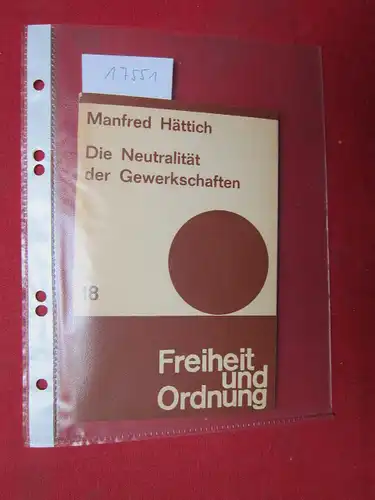 17551
Manfred Hättich
Die Neutralität
der Gewerkschaften
18
Freiheit
und
Ordnung